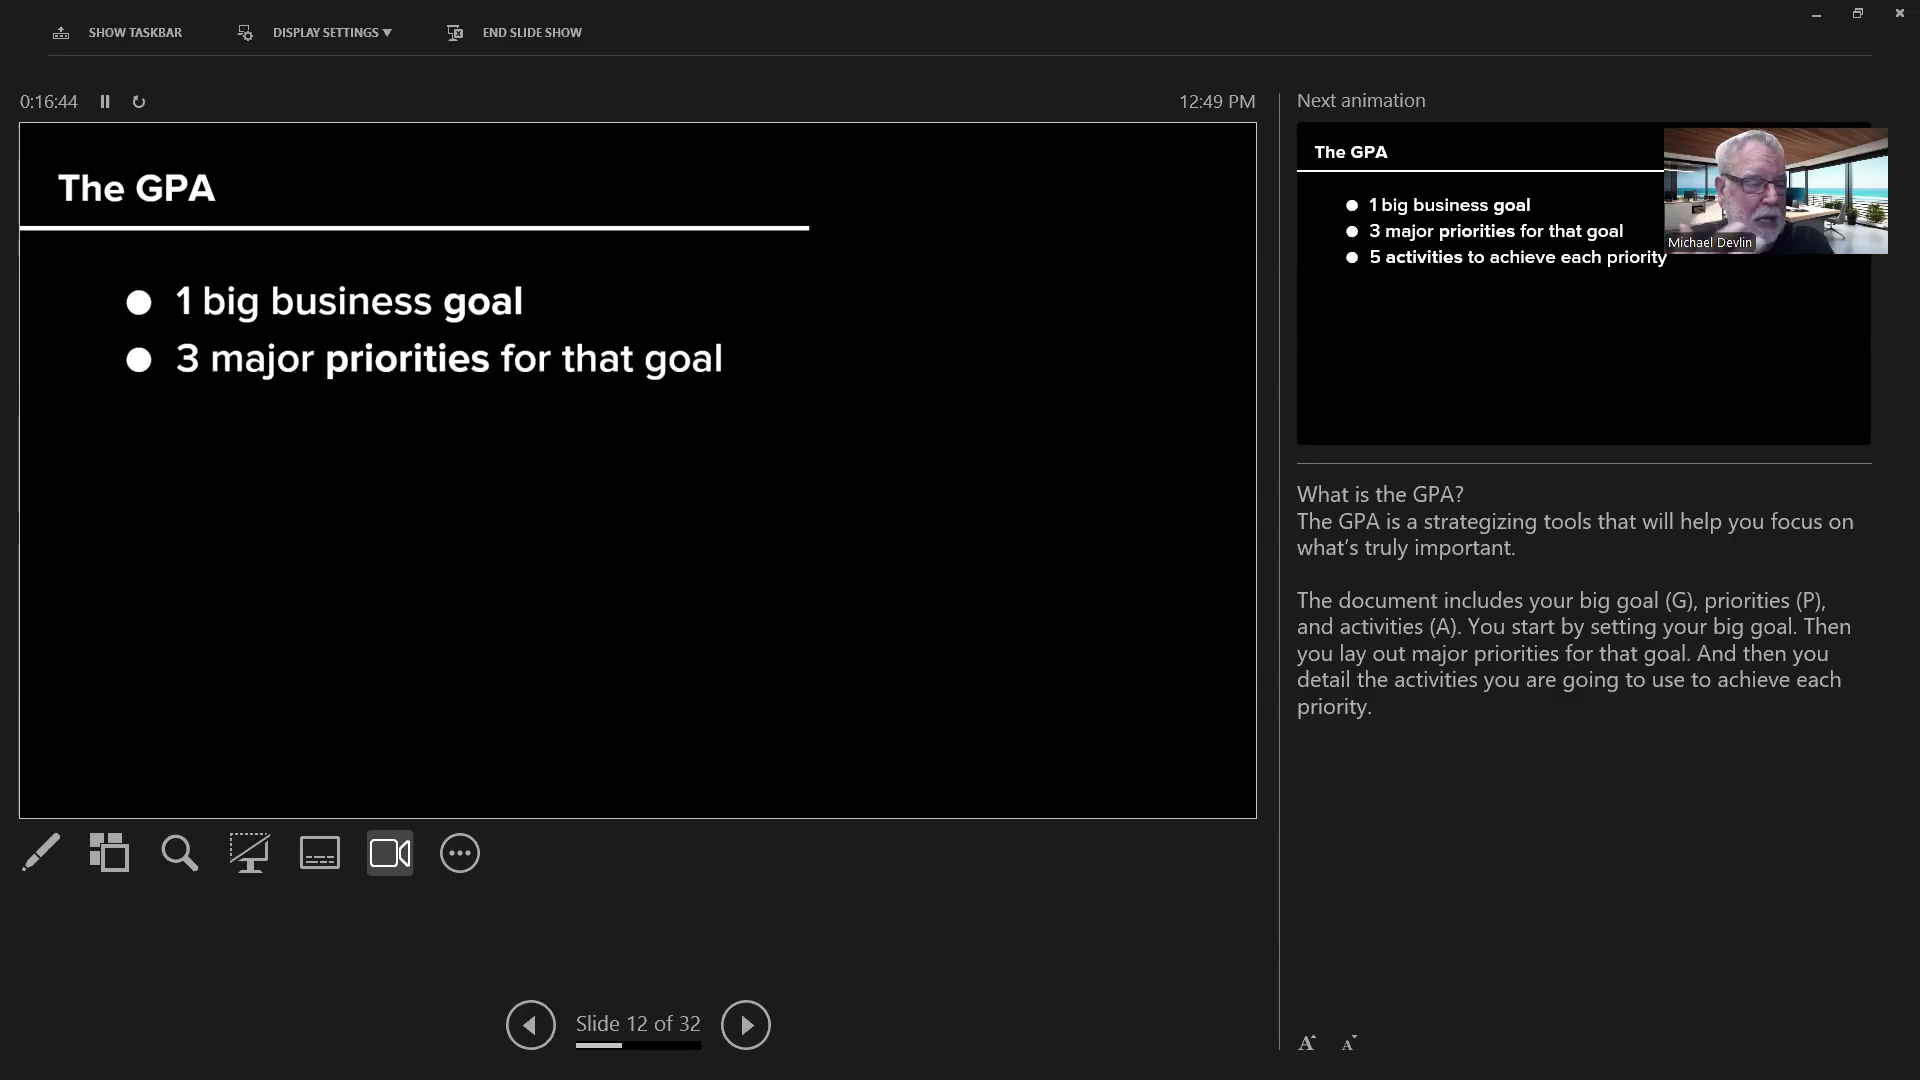 SHOW TASKBAR
DISPLAY SETTINGS ▼
END SLIDE SHOW
0:16:44
12:49 PM
The GPA
● 1 big business goal
● 3 major priorities for that goal
Slide 12 of 32
Next animation
The GPA
● 1 big business goal
● 3 major priorities for that goal
● 5 activities to achieve each priority
Michael Devlin
What is the GPA?
The GPA is a strategizing tools that will help you focus on
what’s truly important.
The document includes your big goal (G), priorities (P),
and activities (A). You start by setting your big goal. Then
you lay out major priorities for that goal. And then you
detail the activities you are going to use to achieve each
priority.
A A